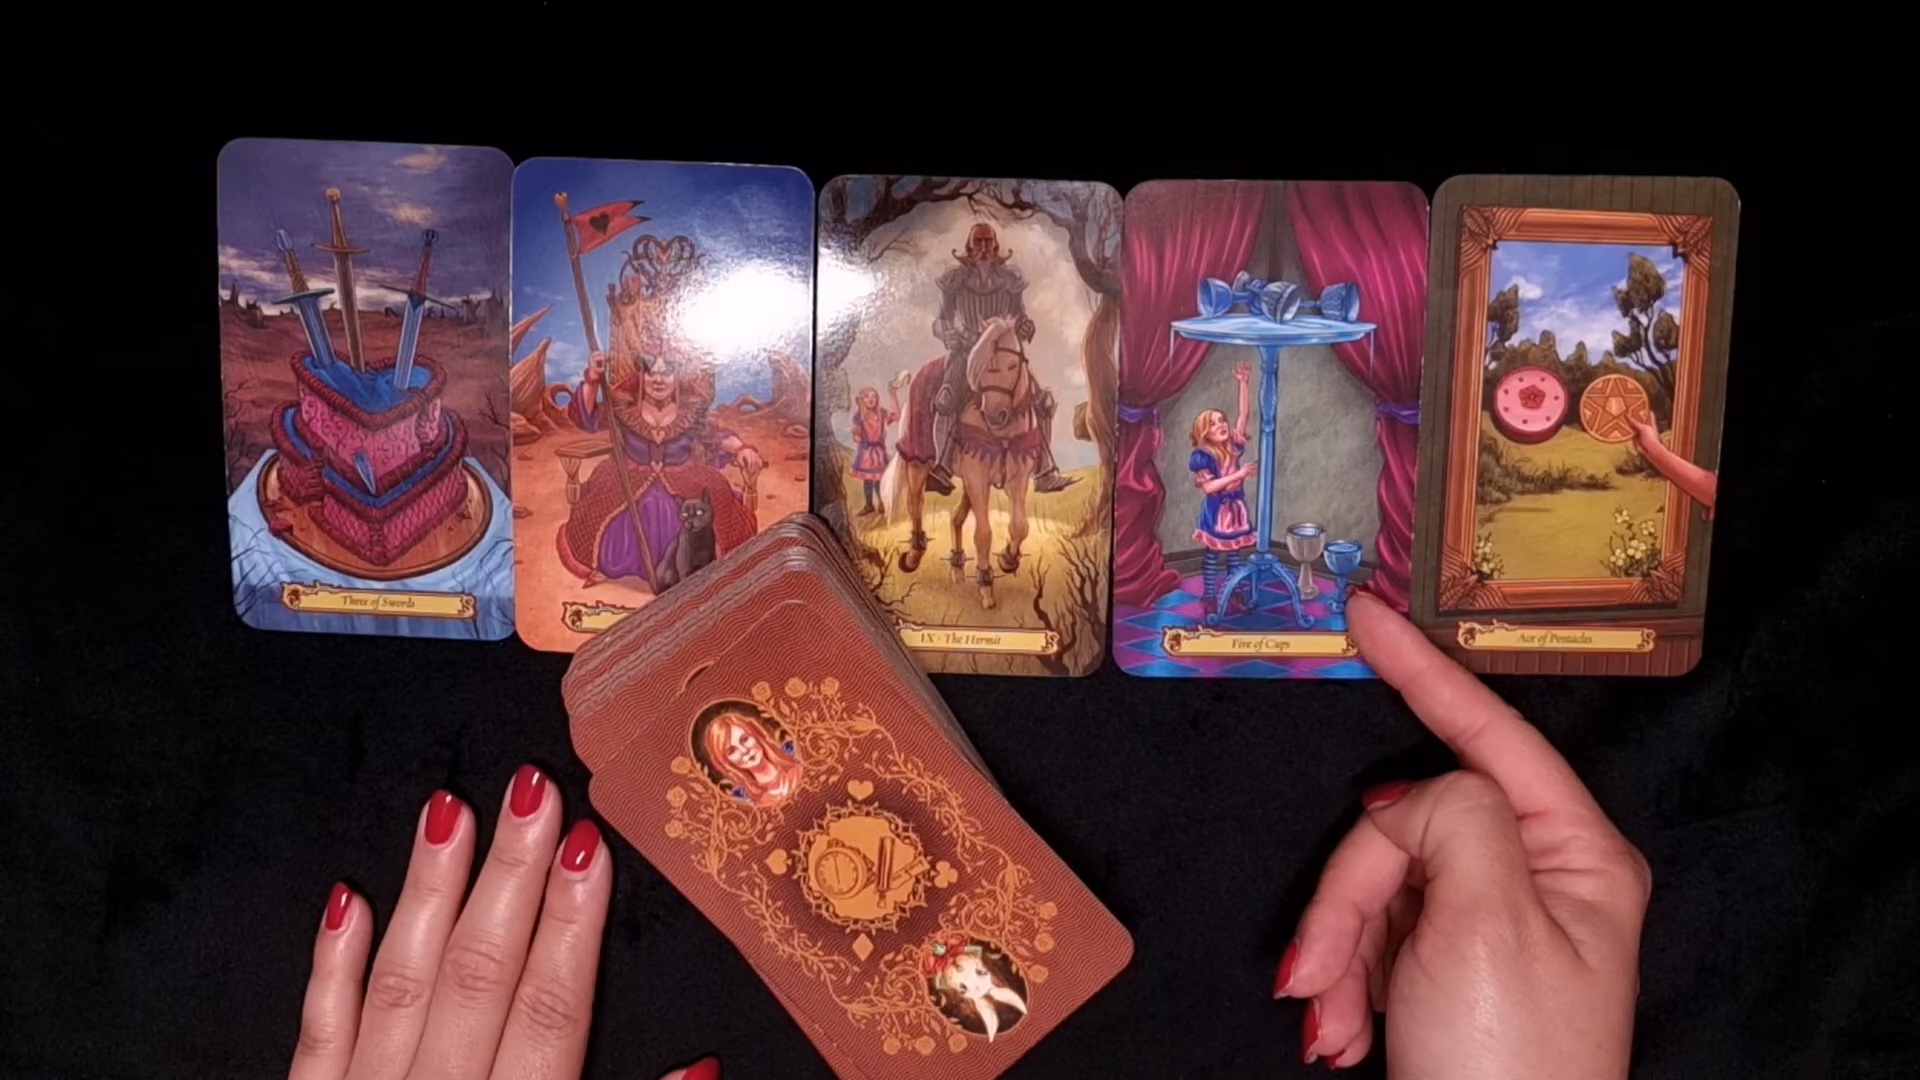 Three of Swords
IX · The Hermit
Five of Cups
Ace of Pentacles